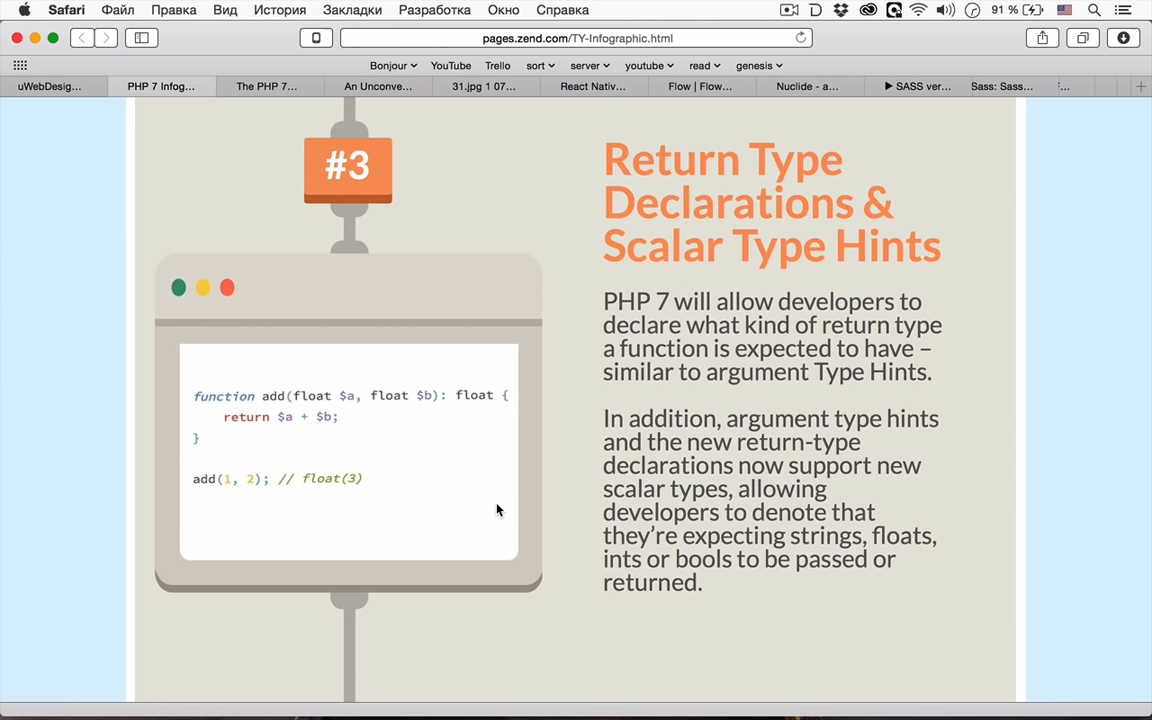 Safari Файл Правка Вид История Закладки Разработка Окно Справка 91 %
pages.zend.com/TY-Infographic.html
Bonjour YouTube Trello sort server youtube read genesis
uWebDesig... PHP 7 Infog... The PHP 7... An Unconve... 31.jpg 1 07... React Nativ... Flow | Flow... Nuclide - a... ▶ SASS ver... Sass: Sass...
#3
function add(float $a, float $b): float {
return $a + $b;
}
add(1, 2); // float(3)
Return Type
Declarations &
Scalar Type Hints
PHP 7 will allow developers to
declare what kind of return type
a function is expected to have –
similar to argument Type Hints.
In addition, argument type hints
and the new return-type
declarations now support new
scalar types, allowing
developers to denote that
they're expecting strings, floats,
ints or bools to be passed or
returned.